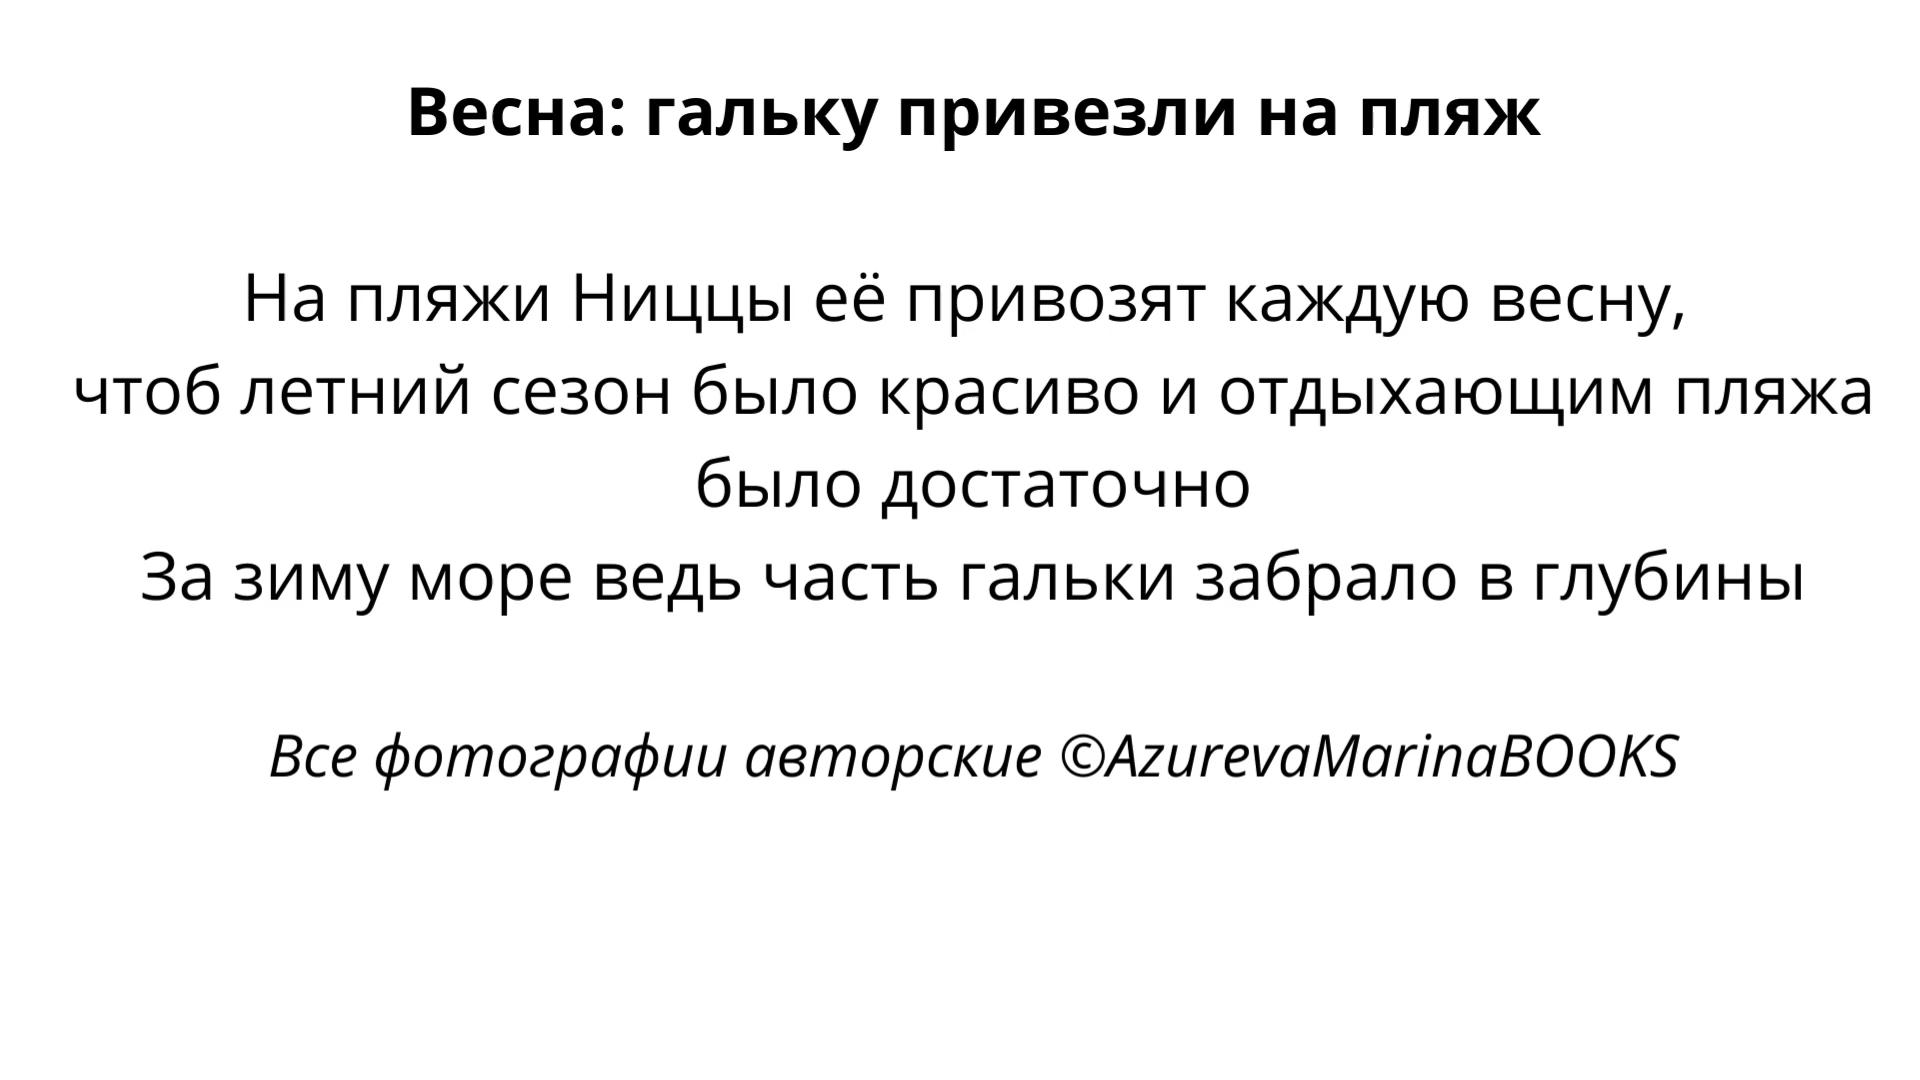 Весна: гальку привезли на пляж
На пляжи Ниццы её привозят каждую весну,
чтоб летний сезон было красиво и отдыхающим пляжа
было достаточно
За зиму море ведь часть гальки забрало в глубины
Все фотографии авторские ©AzurevaMarinaBOOKS